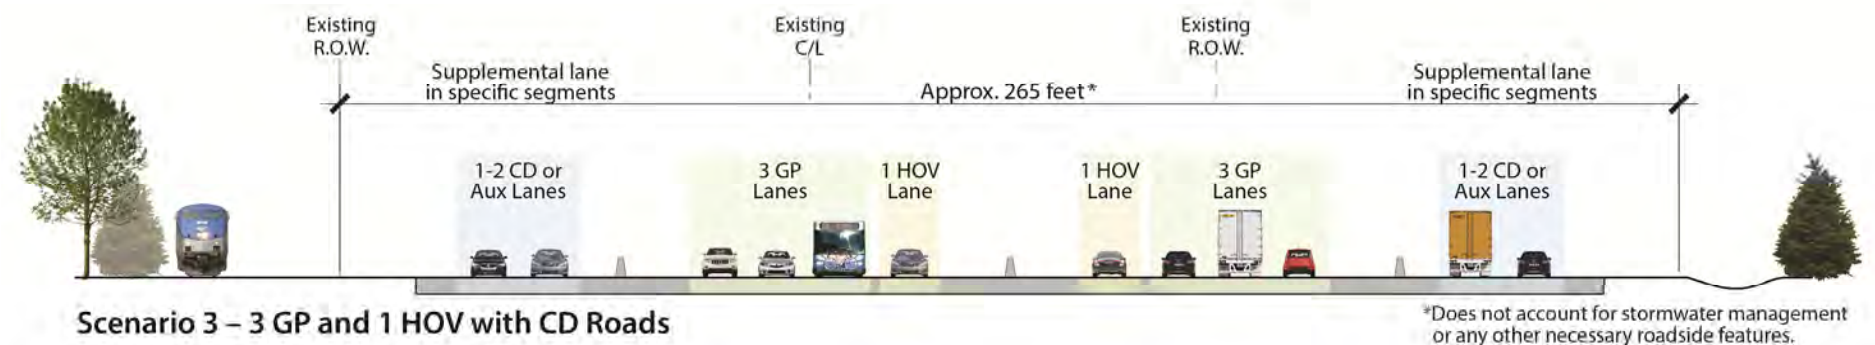 Existing
R.O.W.
Existing
C/L
Existing
R.O.W.
Supplemental lane
in specific segments
Approx. 265 feet*
Supplemental lane
in specific segments
1-2 CD or
Aux Lanes
3 GP
Lanes
1 HOV
Lane
1 HOV
Lane
3 GP
Lanes
1-2 CD or
Aux Lanes
Scenario 3 – 3 GP and 1 HOV with CD Roads
*Does not account for stormwater management
or any other necessary roadside features.